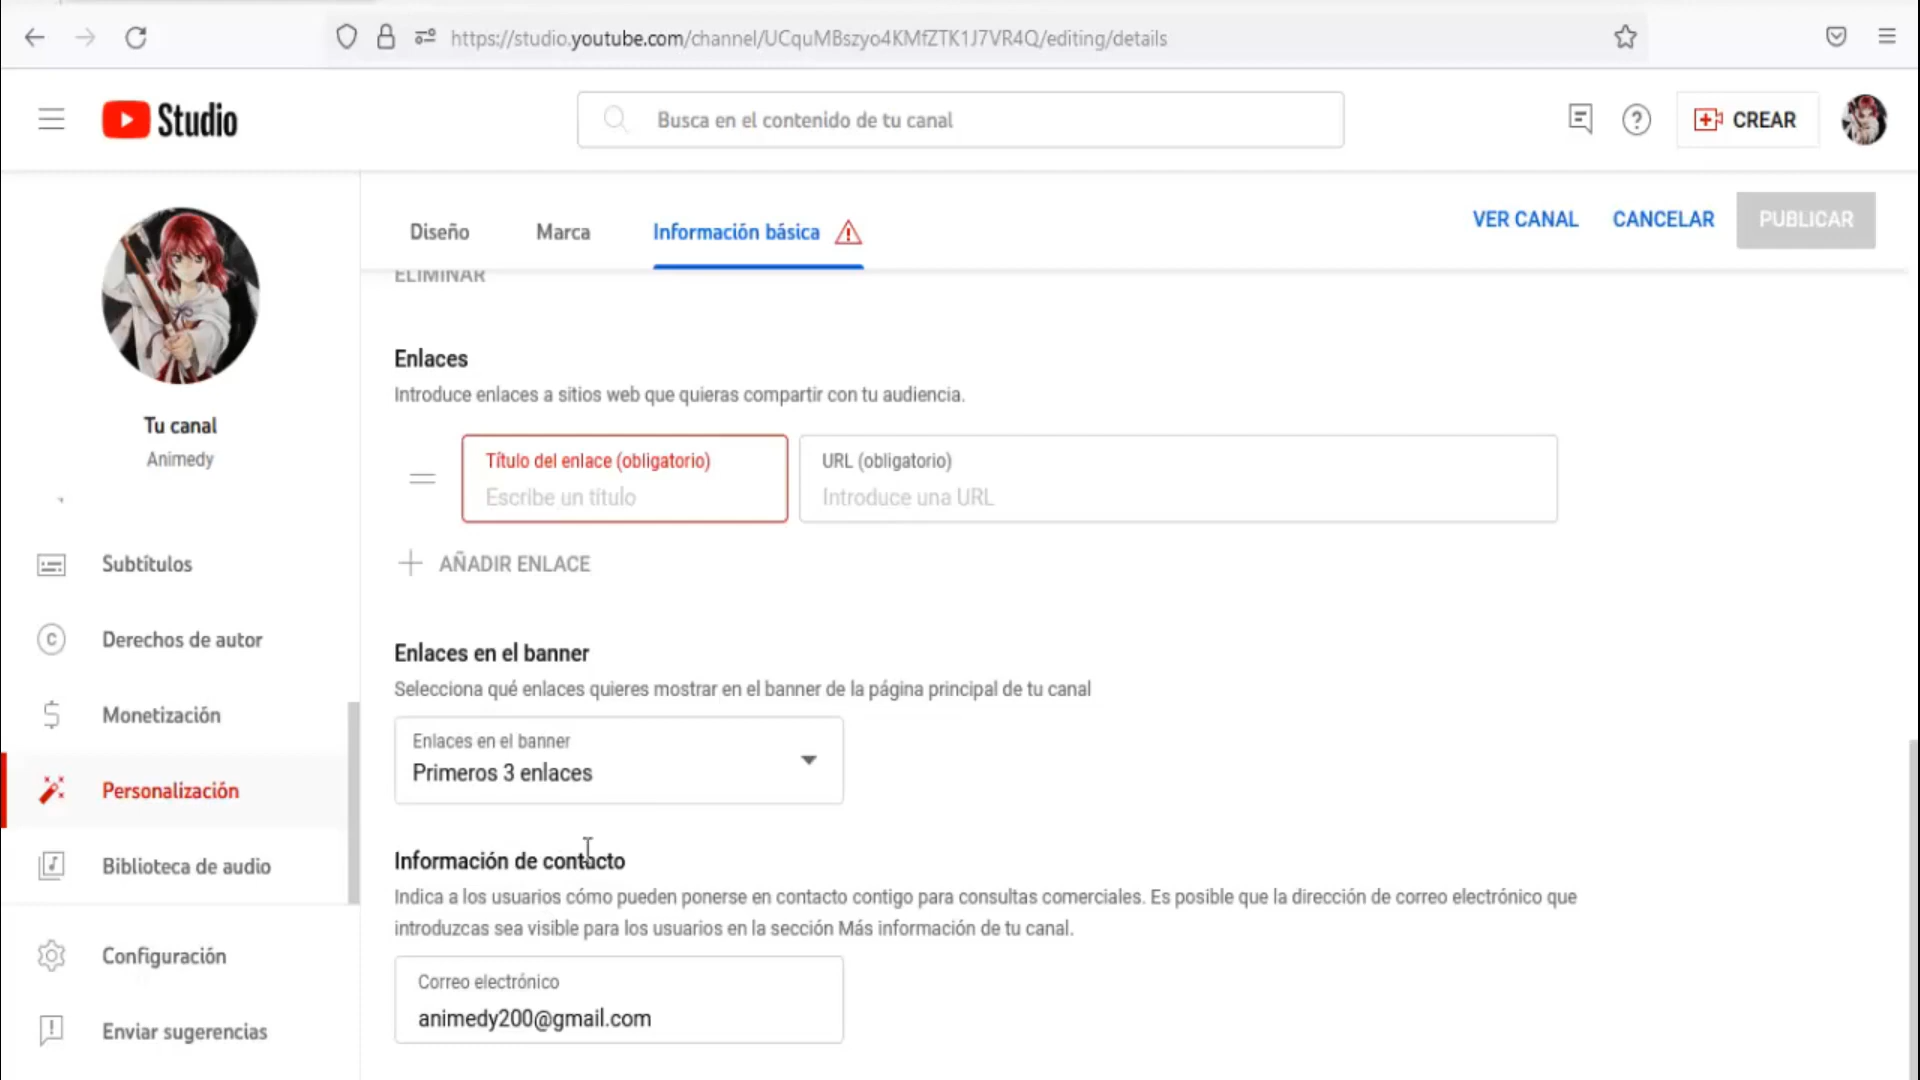 https://studio.youtube.com/channel/UCquMBszyo4KMfZTK1J7VR4Q/editing/details
Studio
Busca en el contenido de tu canal
CREAR
Diseño
Marca
Información básica
VER CANAL
CANCELAR
PUBLICAR
ELIMINAR
Tu canal
Animedy
Subtítulos
Derechos de autor
Monetización
Personalización
Biblioteca de audio
Configuración
Enviar sugerencias
Enlaces
Introduce enlaces a sitios web que quieras compartir con tu audiencia.
Título del enlace (obligatorio)
Escribe un título
URL (obligatorio)
Introduce una URL
AÑADIR ENLACE
Enlaces en el banner
Selecciona qué enlaces quieres mostrar en el banner de la página principal de tu canal
Enlaces en el banner
Primeros 3 enlaces
Información de contacto
Indica a los usuarios cómo pueden ponerse en contacto contigo para consultas comerciales. Es posible que la dirección de correo electrónico que
introduzcas sea visible para los usuarios en la sección Más información de tu canal.
Correo electrónico
animedy200@gmail.com